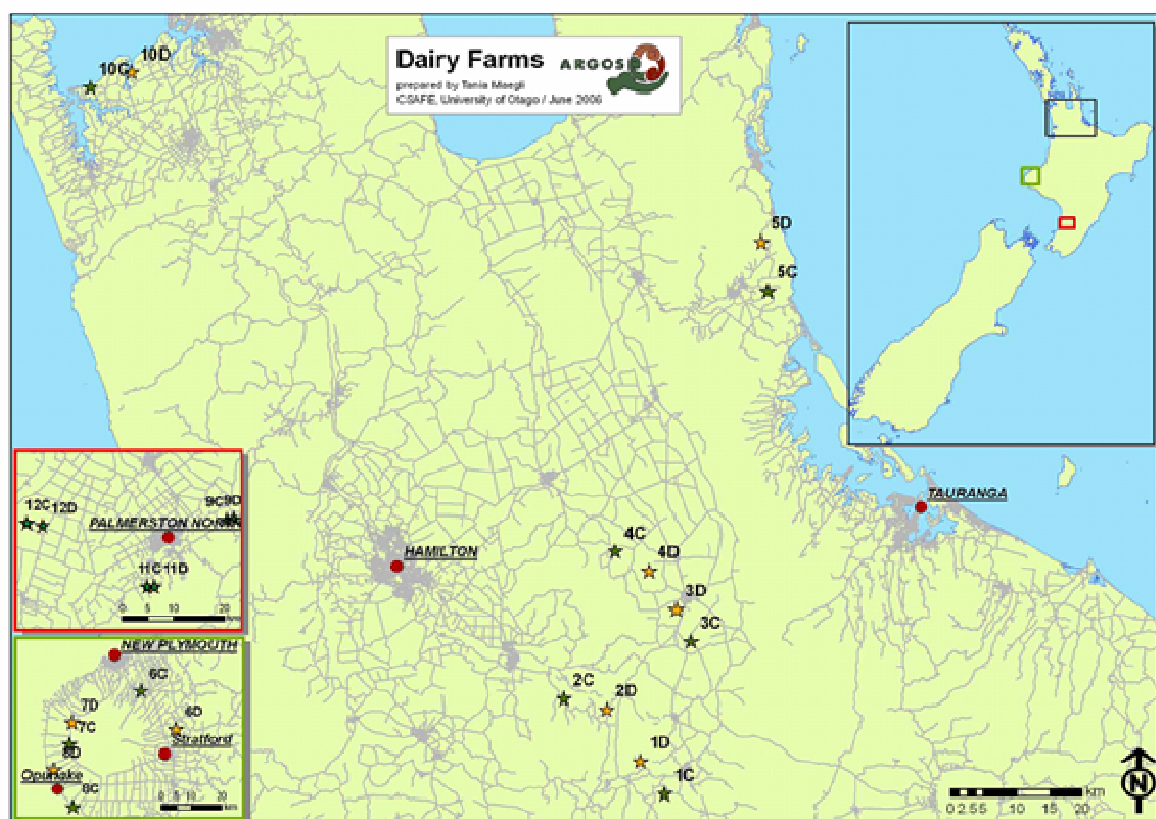 10C
10D
Dairy Farms
ARGOS
prepared by Tania Maegli
CSAFE, University of Otago / June 2006
5D
5C
TAURANGA
HAMILTON
4C
4D
3D
3C
2C
2D
1D
1C
12C 12D
9C 9D
PALMERSTON NORTH
11C 11D
0 5 10 20
NEW PLYMOUTH
6C
7D
7C
6D
Stratford
8D
Opunake
8C
0 5 10 20
km
km
0 2.5 5 10 15 20
N